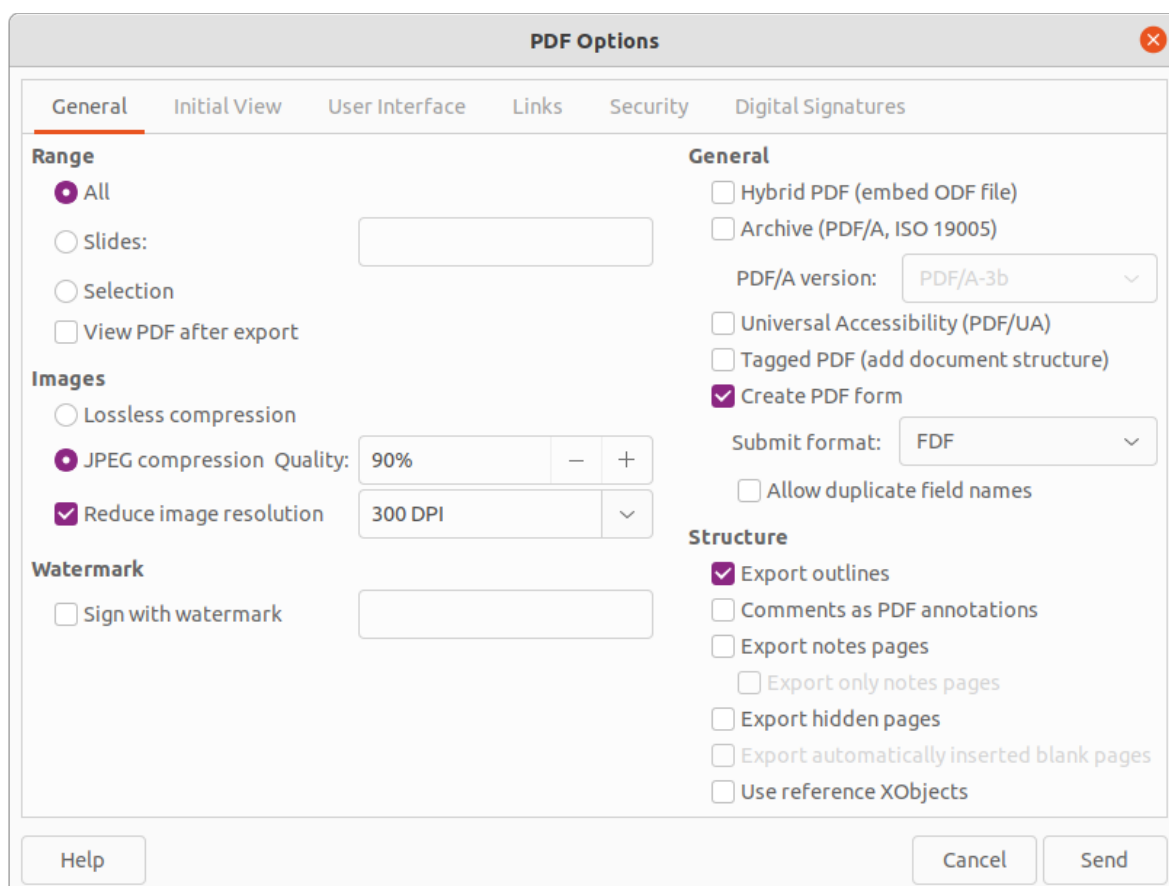 PDF Options
General Initial View User Interface Links Security Digital Signatures
Range
All
Slides:
Selection
View PDF after export
Images
Lossless compression
JPEG compression Quality: 90%
Reduce image resolution 300 DPI
Watermark
Sign with watermark
General
Hybrid PDF (embed ODF file)
Archive (PDF/A, ISO 19005)
PDF/A version: PDF/A-3b
Universal Accessibility (PDF/UA)
Tagged PDF (add document structure)
Create PDF form
Submit format: FDF
Allow duplicate field names
Structure
Export outlines
Comments as PDF annotations
Export notes pages
Export only notes pages
Export hidden pages
Export automatically inserted blank pages
Use reference XObjects
Help Cancel Send